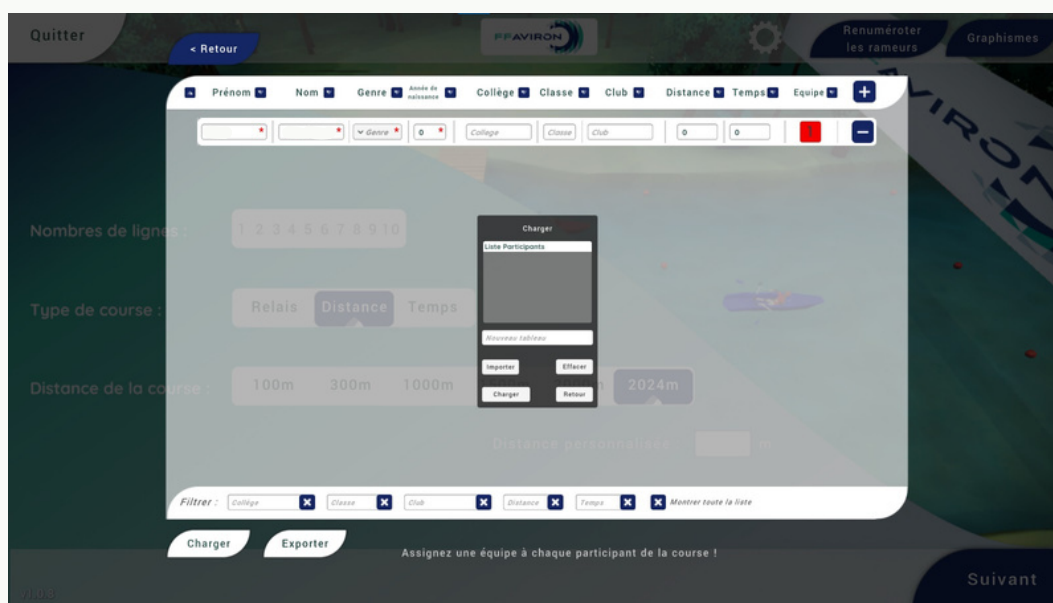 Quitter
< Retour
FFAVIRON
Renuméroter
les rameurs
Graphismes
Prénom Nom Genre Année de naissance Collège Classe Club Distance Temps Equipe +
* * Genre * 0 * College Classe Club 0 0 1 −
AVIRON
Nombres de lignes :
1 2 3 4 5 6 7 8 9 10
Charger
Liste Participants
Type de course :
Relais Distance Temps
Nouveau tableau
Importer Effacer
Distance de la course :
100m 300m 1000m 2024m
Charger Retour
Distance personnalisée m
Filtrer : Collège Classe Club Distance Temps Montrer toute la liste
Charger Exporter
Assignez une équipe à chaque participant de la course !
Suivant